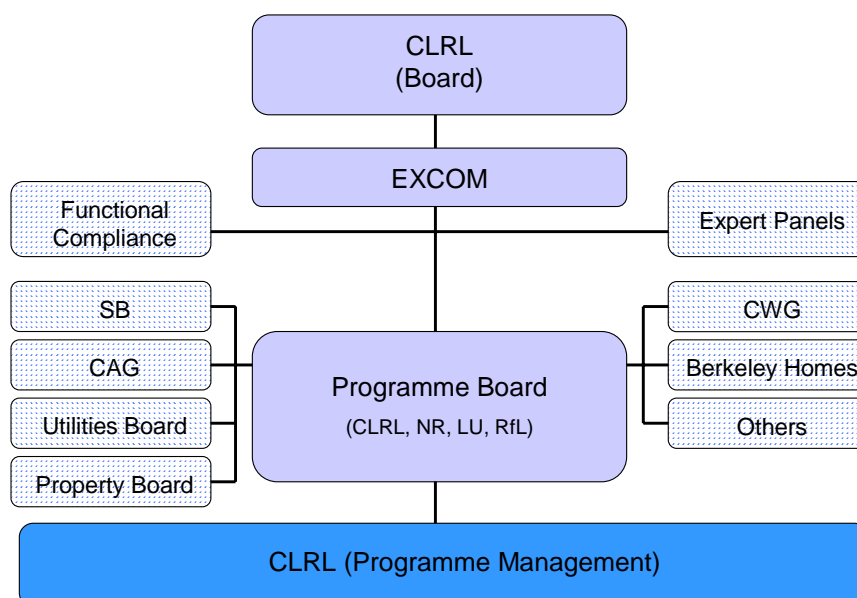 CLRL
(Board)
EXCOM
Functional
Compliance
Expert Panels
SB
CAG
Utilities Board
Property Board
Programme Board
(CLRL, NR, LU, RfL)
CWG
Berkeley Homes
Others
CLRL (Programme Management)